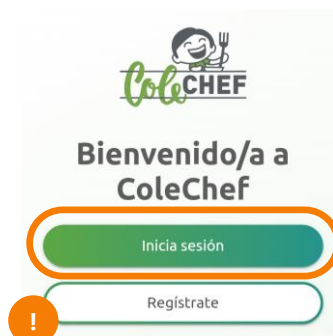 ColeCHEF
Bienvenido/a a
ColeChef
Inicia sesión
Regístrate
!